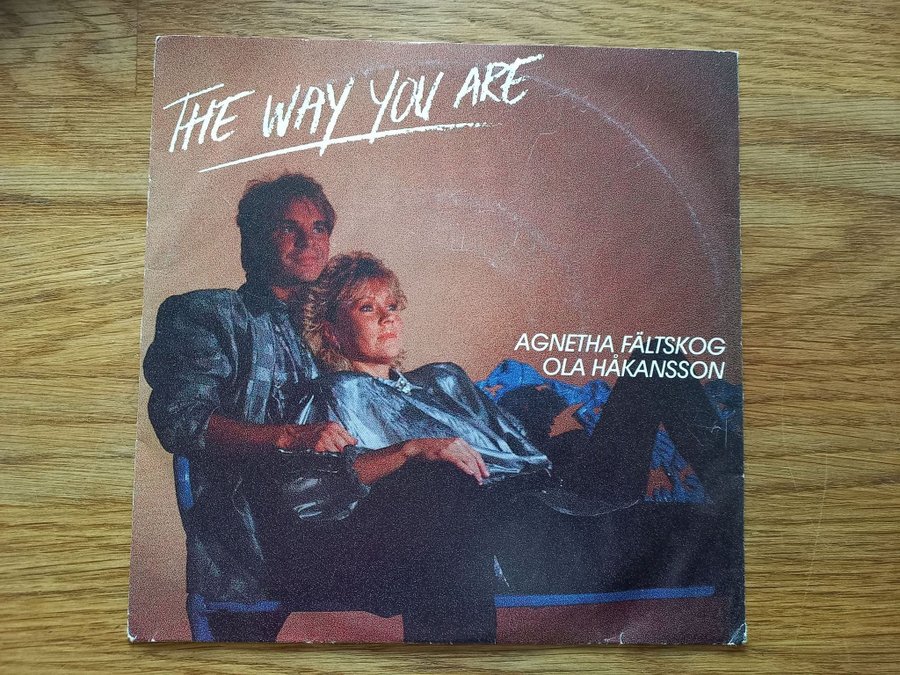 THE WAY YOU ARE
AGNETHA FÄLTSKOG
OLA HÅKANSSON